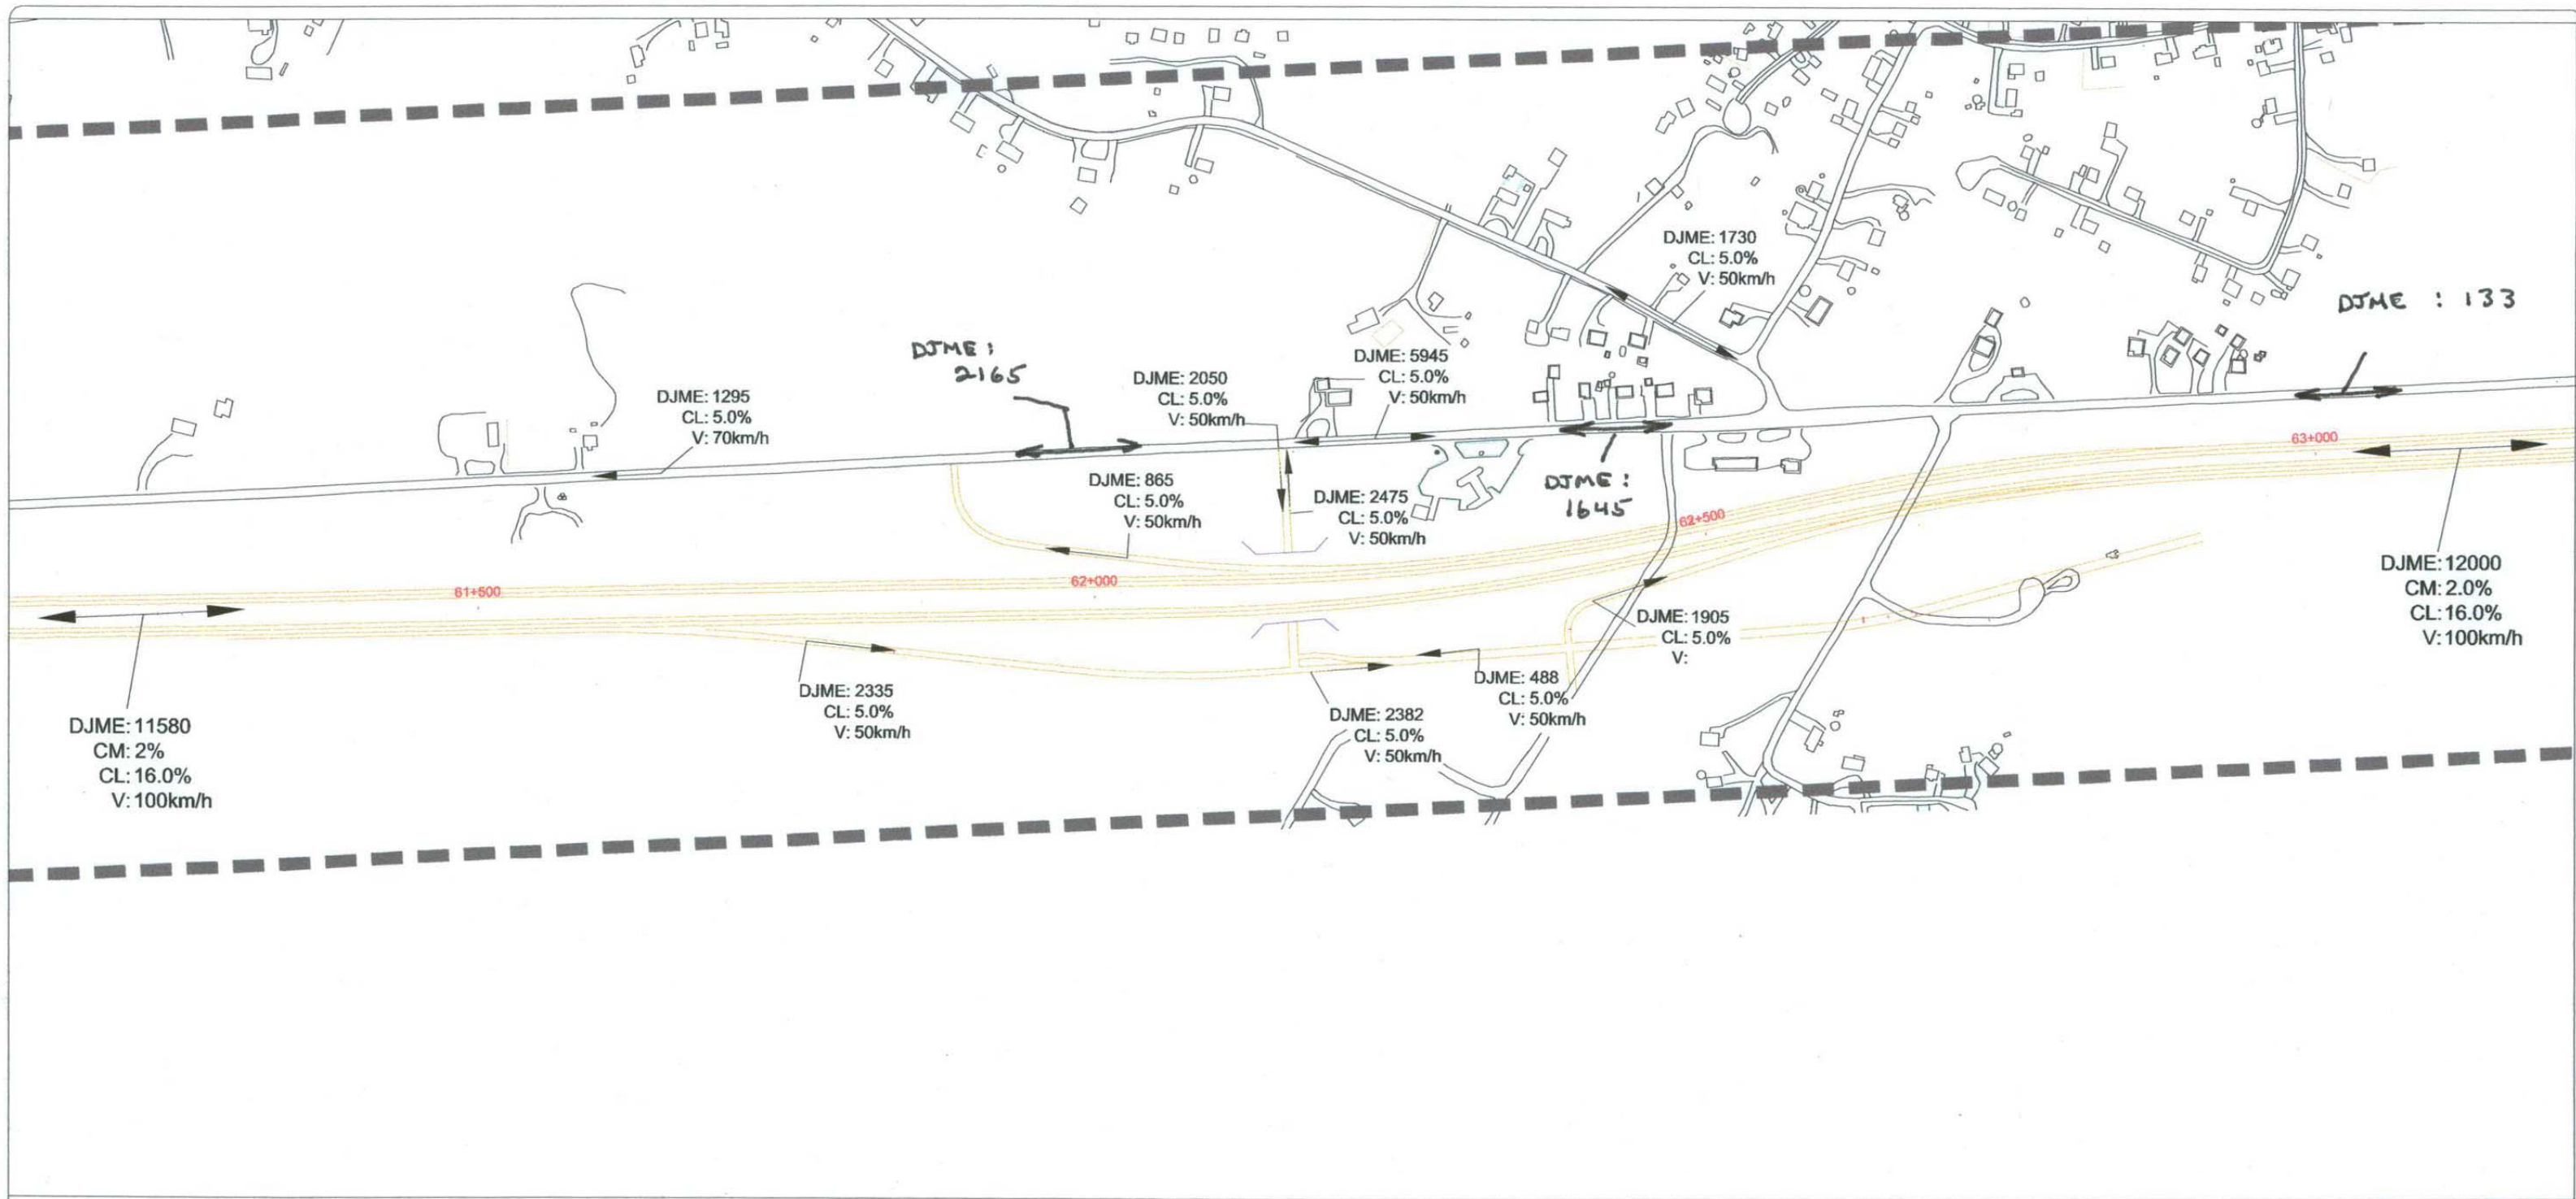 DJME: 1730
CL: 5.0%
V: 50km/h
DJME : 133
DJME :
2165
DJME: 5945
CL: 5.0%
V: 50km/h
DJME: 2050
CL: 5.0%
V: 50km/h
DJME: 1295
CL: 5.0%
V: 70km/h
63+000
DJME: 865
CL: 5.0%
V: 50km/h
DJME: 2475
CL: 5.0%
V: 50km/h
DJME :
1645
62+500
61+500
62+000
DJME: 12000
CM: 2.0%
CL: 16.0%
V: 100km/h
DJME: 1905
CL: 5.0%
V:
DJME: 2335
CL: 5.0%
V: 50km/h
DJME: 488
CL: 5.0%
V: 50km/h
DJME: 2382
CL: 5.0%
V: 50km/h
DJME: 11580
CM: 2%
CL: 16.0%
V: 100km/h